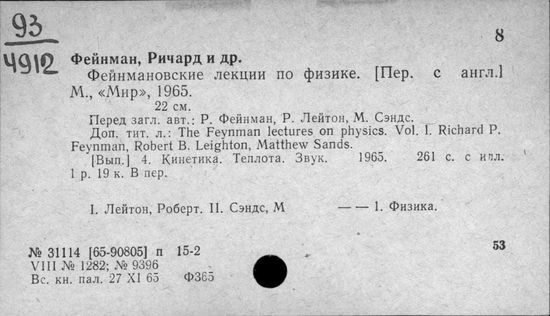 93
4912
8
Фейнман, Ричард и др.
Фейнмановские лекции по физике. [Пер. с англ.]
М., «Мир», 1965.
22 см.
Перед загл. авт.: Р. Фейнман, Р. Лейтон, М. Сэндс.
Доп. тит. л.: The Feynman lectures on physics. Vol. I. Richard P.
Feynman, Robert B. Leighton, Matthew Sands.
[Вып.] 4. Кинетика. Теплота. Звук. 1965. 261 с. с илл.
1 р. 19 к. В пер.
I. Лейтон, Роберт. II. Сэндс, М — — 1. Физика.
№ 31114 [65-90805] п 15-2
53
VIII № 1282; № 9396
Вс. кн. пал. 27 XI 65 Ф365